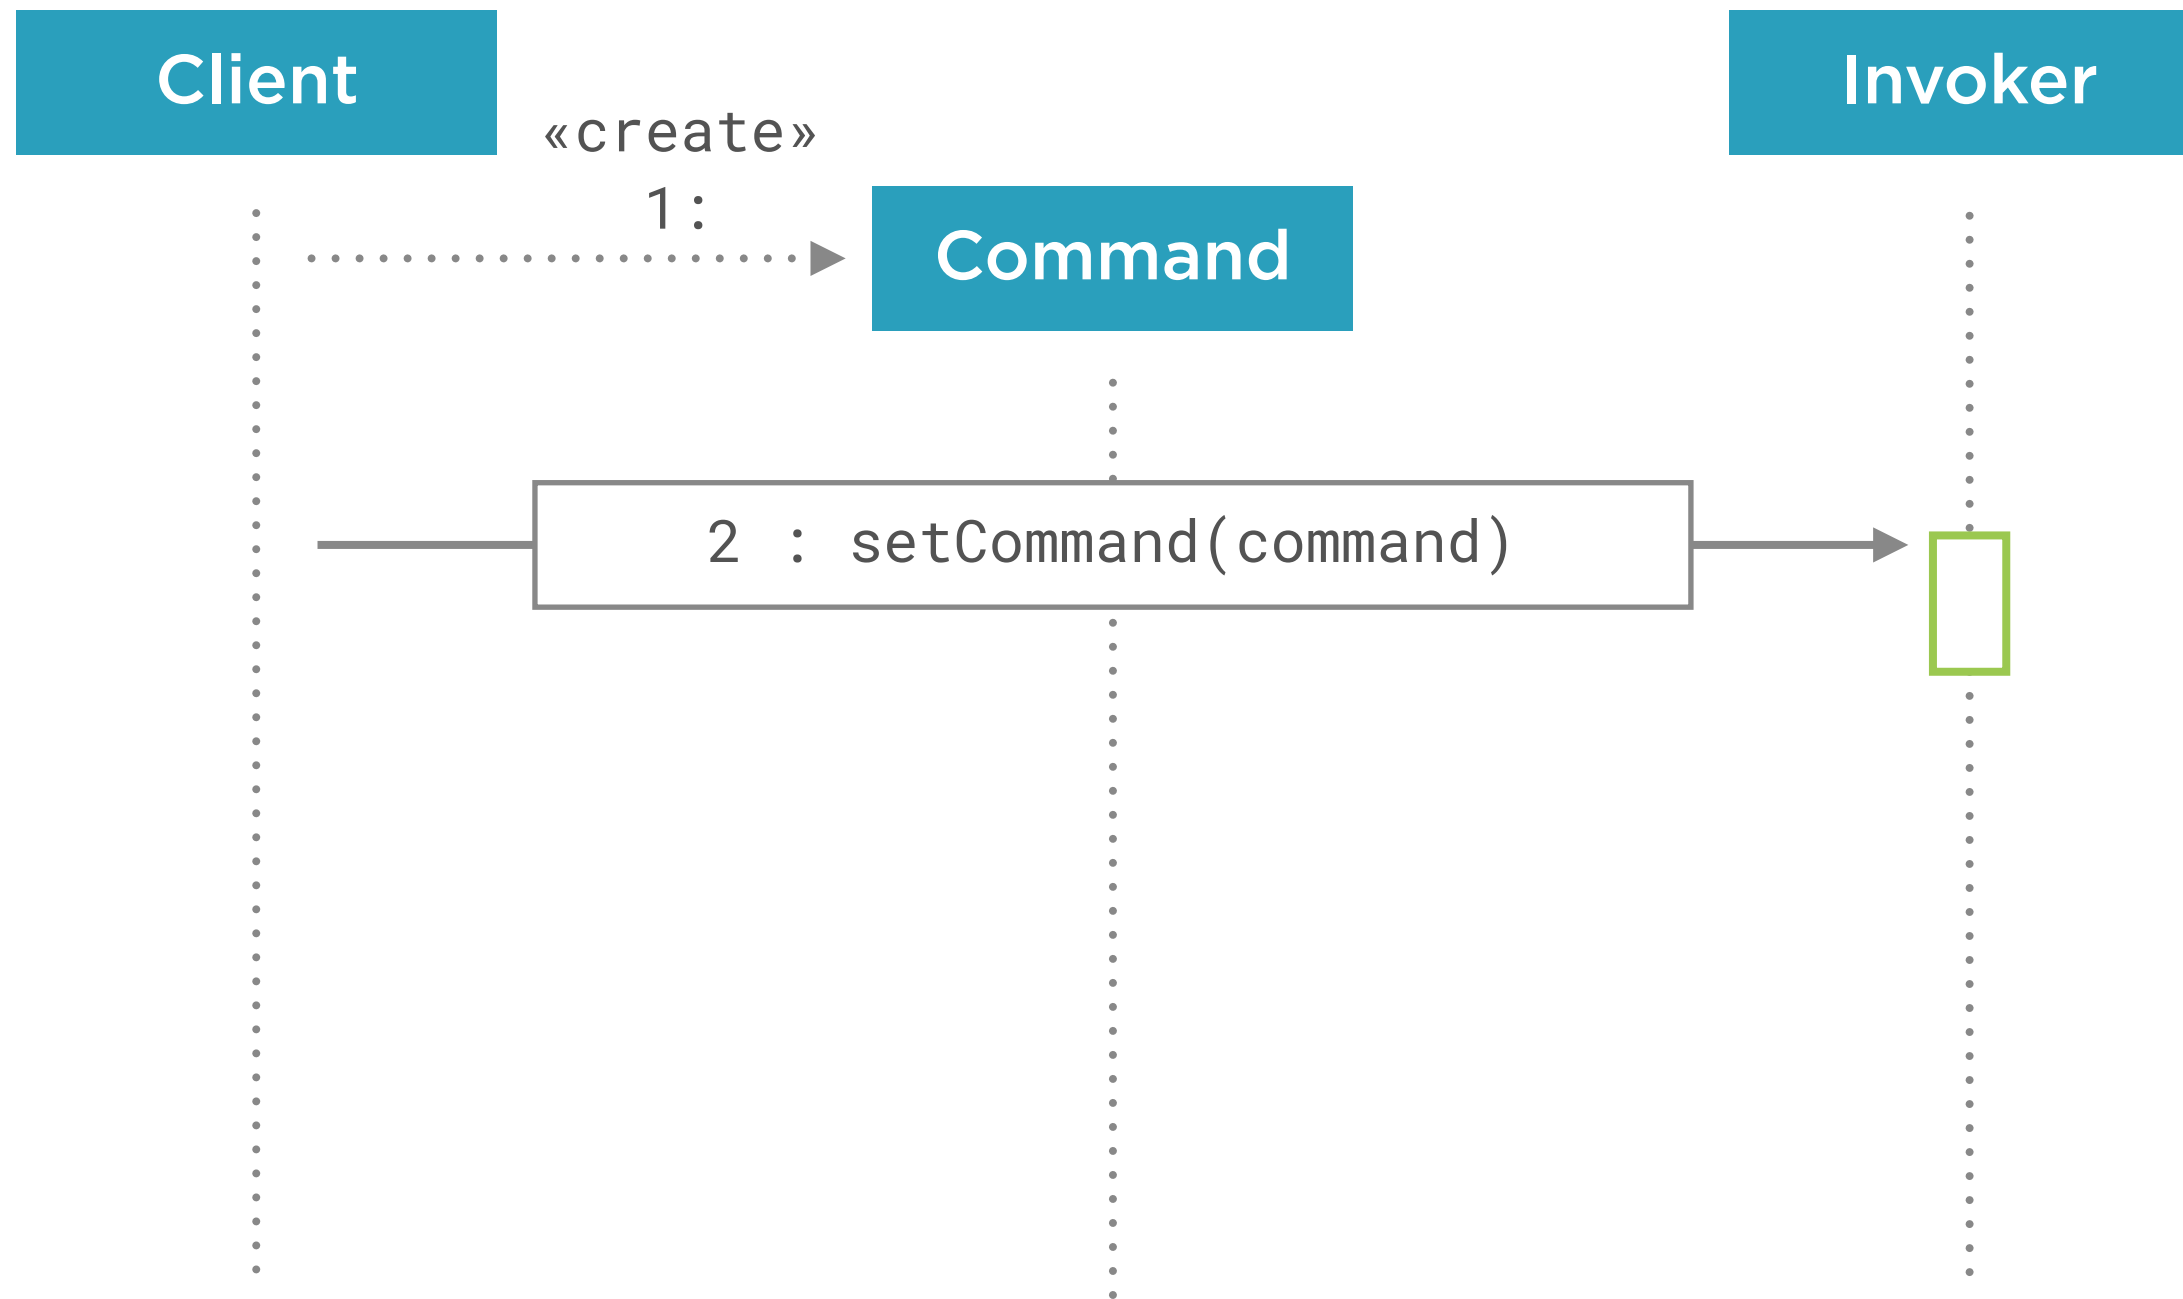 Client
Invoker
«create»
1:
Command
2 : setCommand(command)